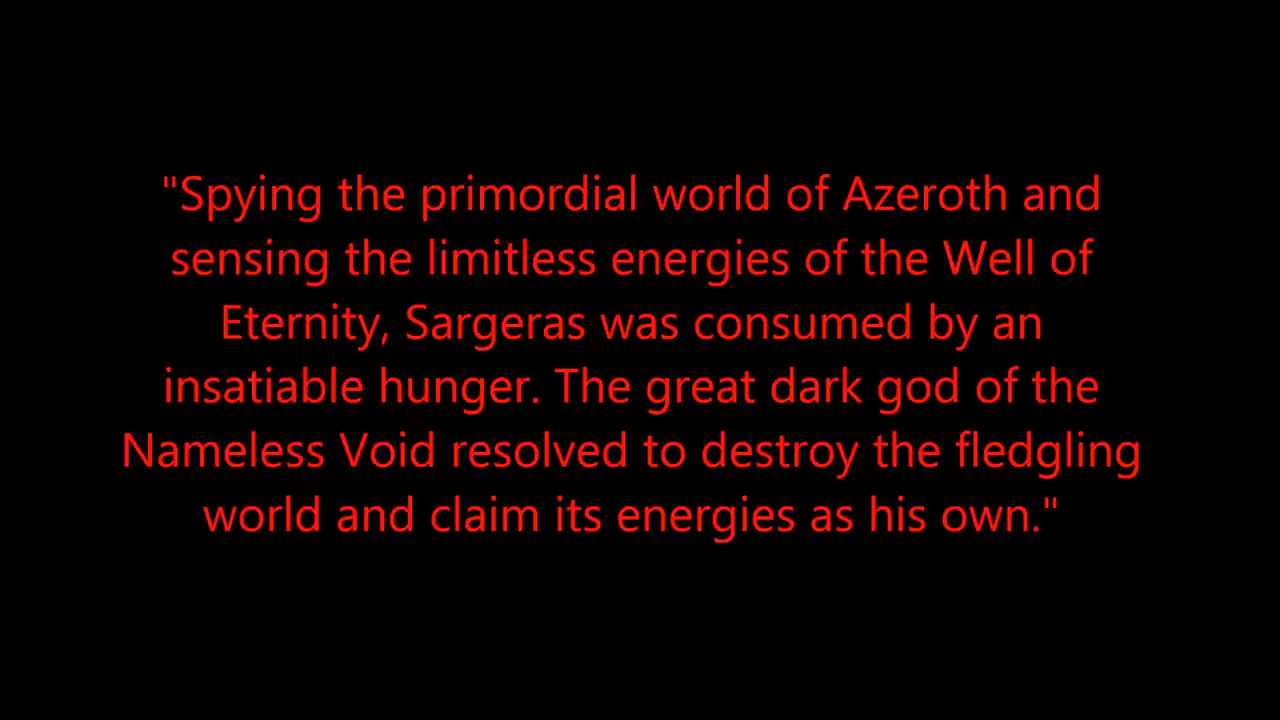 "Spying the primordial world of Azeroth and
sensing the limitless energies of the Well of
Eternity, Sargeras was consumed by an
insatiable hunger. The great dark god of the
Nameless Void resolved to destroy the fledgling
world and claim its energies as his own."